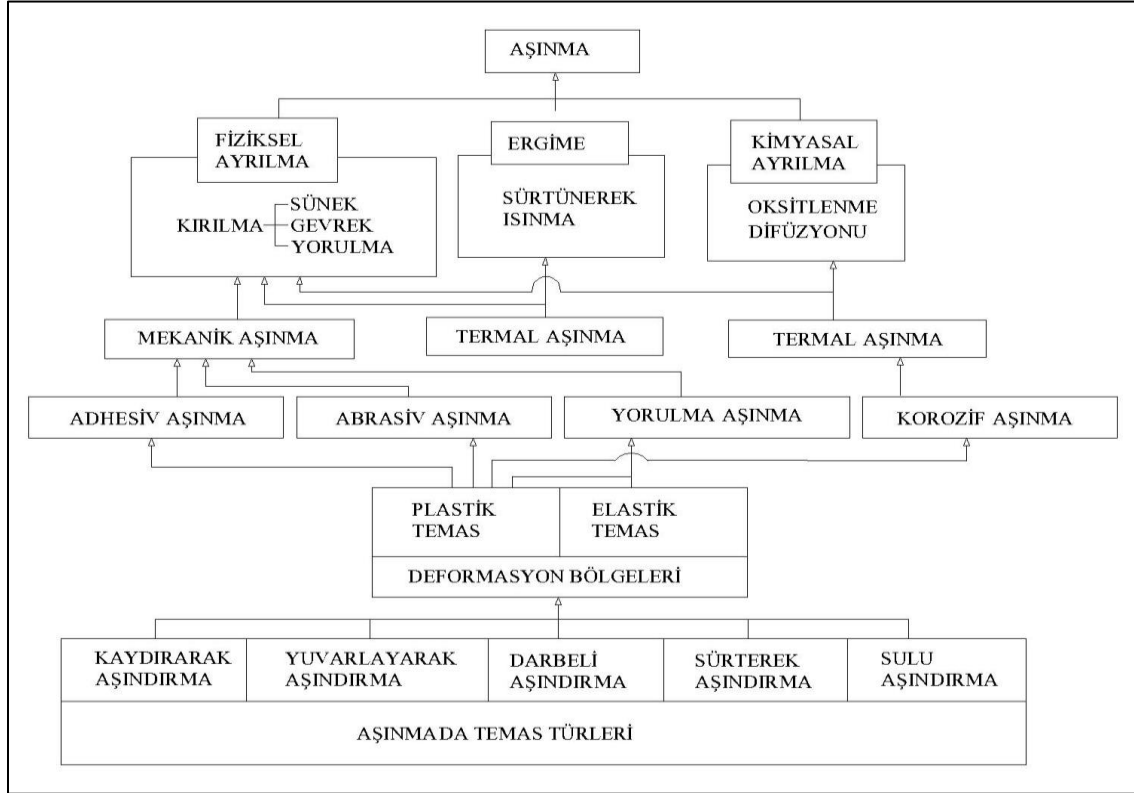 AŞINMA
FİZİKSEL
AYRILMA
ERGİME
KİMYASAL
AYRILMA
KIRILMA
SÜNEK
GEVREK
YORULMA
SÜRTÜNEREK
ISINMA
OKSİTLENME
DİFÜZYONU
MEKANİK AŞINMA
TERMAL AŞINMA
TERMAL AŞINMA
ADHESİV AŞINMA
ABRASİV AŞINMA
YORULMA AŞINMA
KOROZİF AŞINMA
PLASTİK
TEMAS
ELASTİK
TEMAS
DEFORMASYON BÖLGELERİ
KAYDIRARAK
AŞINDIRMA
YUVARLAYARAK
AŞINDIRMA
DARBELİ
AŞINDIRMA
SÜRTEREK
AŞINDIRMA
SULU
AŞINDIRMA
AŞINMADA TEMAS TÜRLERİ